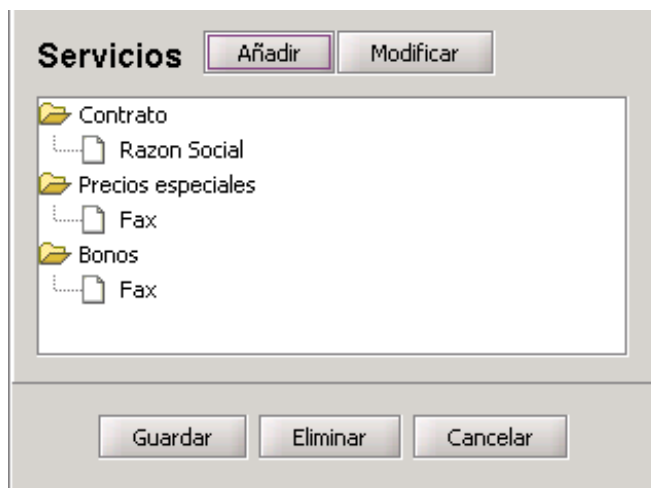 Servicios Añadir Modificar
Contrato
Razon Social
Precios especiales
Fax
Bonos
Fax
Guardar Eliminar Cancelar